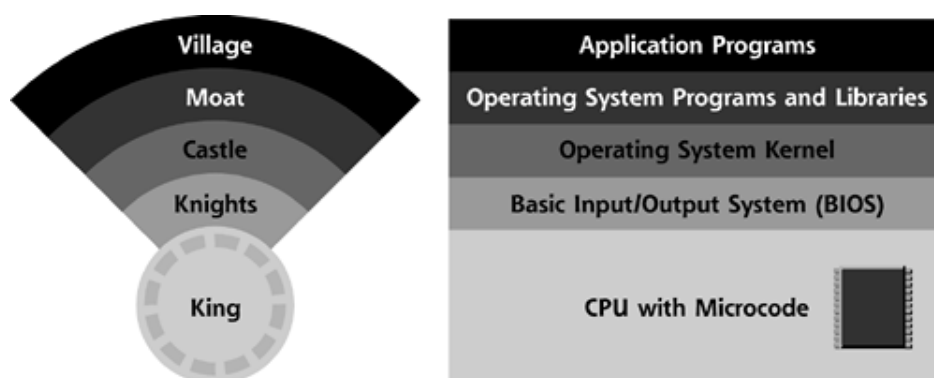 Village
Moat
Castle
Knights
King
Application Programs
Operating System Programs and Libraries
Operating System Kernel
Basic Input/Output System (BIOS)
CPU with Microcode